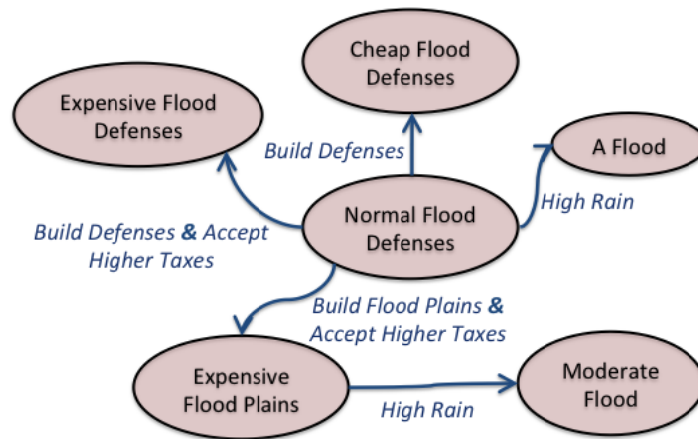 Cheap Flood
Defenses
Expensive Flood
Defenses
Build Defenses
A Flood
High Rain
Normal Flood
Defenses
Build Defenses & Accept
Higher Taxes
Build Flood Plains &
Accept Higher Taxes
Expensive
Flood Plains
High Rain
Moderate
Flood